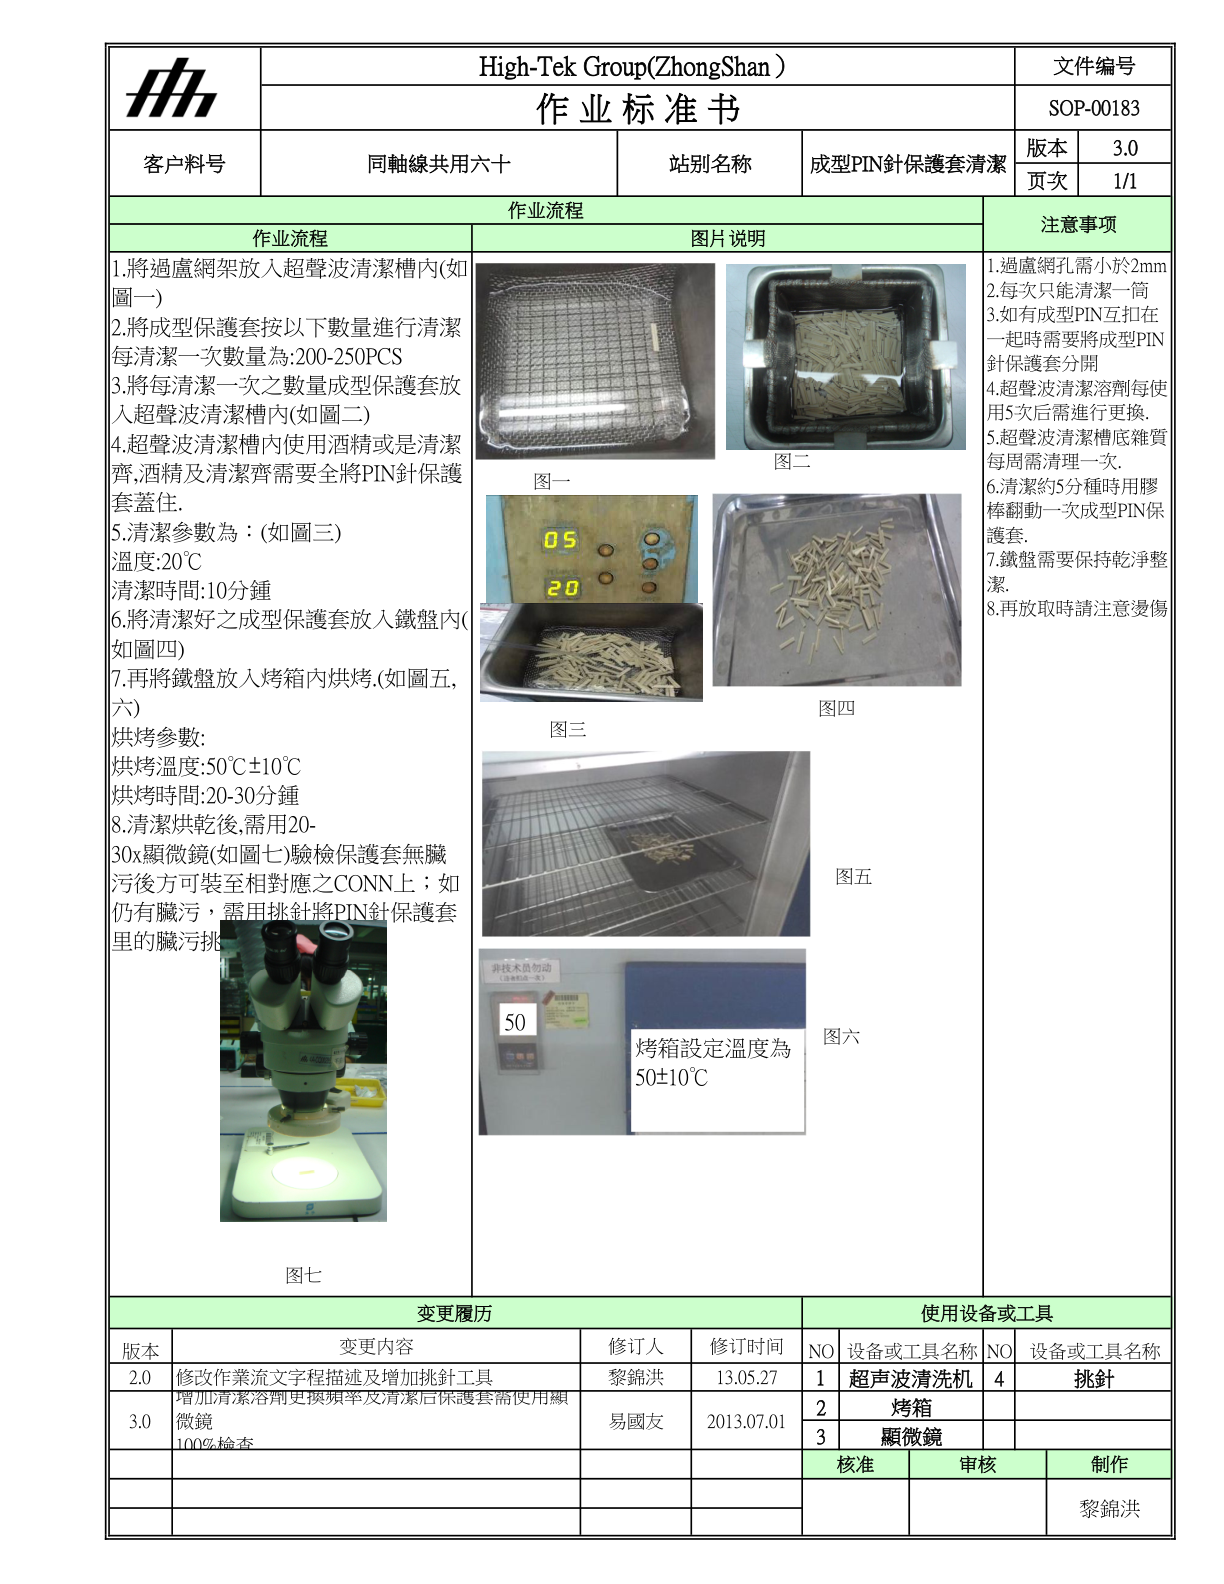 High-Tek Group(ZhongShan）
文件编号
作业标准书
SOP-00183
客户料号
同軸線共用六十
站别名称
成型PIN針保護套清潔
版本
3.0
页次
1/1
作业流程
注意事项
作业流程
图片说明
1.將過盧網架放入超聲波清潔槽內(如
圖一)
2.將成型保護套按以下數量進行清潔
每清潔一次數量為:200-250PCS
3.將每清潔一次之數量成型保護套放
入超聲波清潔槽內(如圖二)
4.超聲波清潔槽內使用酒精或是清潔
齊,酒精及清潔齊需要全將PIN針保護
套蓋住.
5.清潔參數為：(如圖三)
溫度:20℃
清潔時間:10分鍾
6.將清潔好之成型保護套放入鐵盤內(
如圖四)
7.再將鐵盤放入烤箱內烘烤.(如圖五,
六)
烘烤參數:
烘烤溫度:50℃±10℃
烘烤時間:20-30分鍾
8.清潔烘乾後,需用20-
30x顯微鏡(如圖七)驗檢保護套無臟
污後方可裝至相對應之CONN上；如
仍有臟污，需用挑針將PIN針保護套
里的臟污挑
图七
图一
图二
05
20
图三
图四
图五
非技术员勿动
50
烤箱設定溫度為
50±10℃
图六
1.過盧網孔需小於2mm
2.每次只能清潔一筒
3.如有成型PIN互扣在
一起時需要將成型PIN
針保護套分開
4.超聲波清潔溶劑每使
用5次后需進行更換.
5.超聲波清潔槽底雜質
每周需清理一次.
6.清潔約5分種時用膠
棒翻動一次成型PIN保
護套.
7.鐵盤需要保持乾淨整
潔.
8.再放取時請注意燙傷
变更履历
使用设备或工具
版本
变更内容
修订人
修订时间
NO
设备或工具名称
NO
设备或工具名称
2.0
修改作業流文字程描述及增加挑針工具
黎錦洪
13.05.27
1
超声波清洗机
4
挑針
3.0
增加清潔溶劑更換頻率及清潔后保護套需使用顯
微鏡
100%檢查
易國友
2013.07.01
2
烤箱
3
顯微鏡
核准
审核
制作
黎錦洪